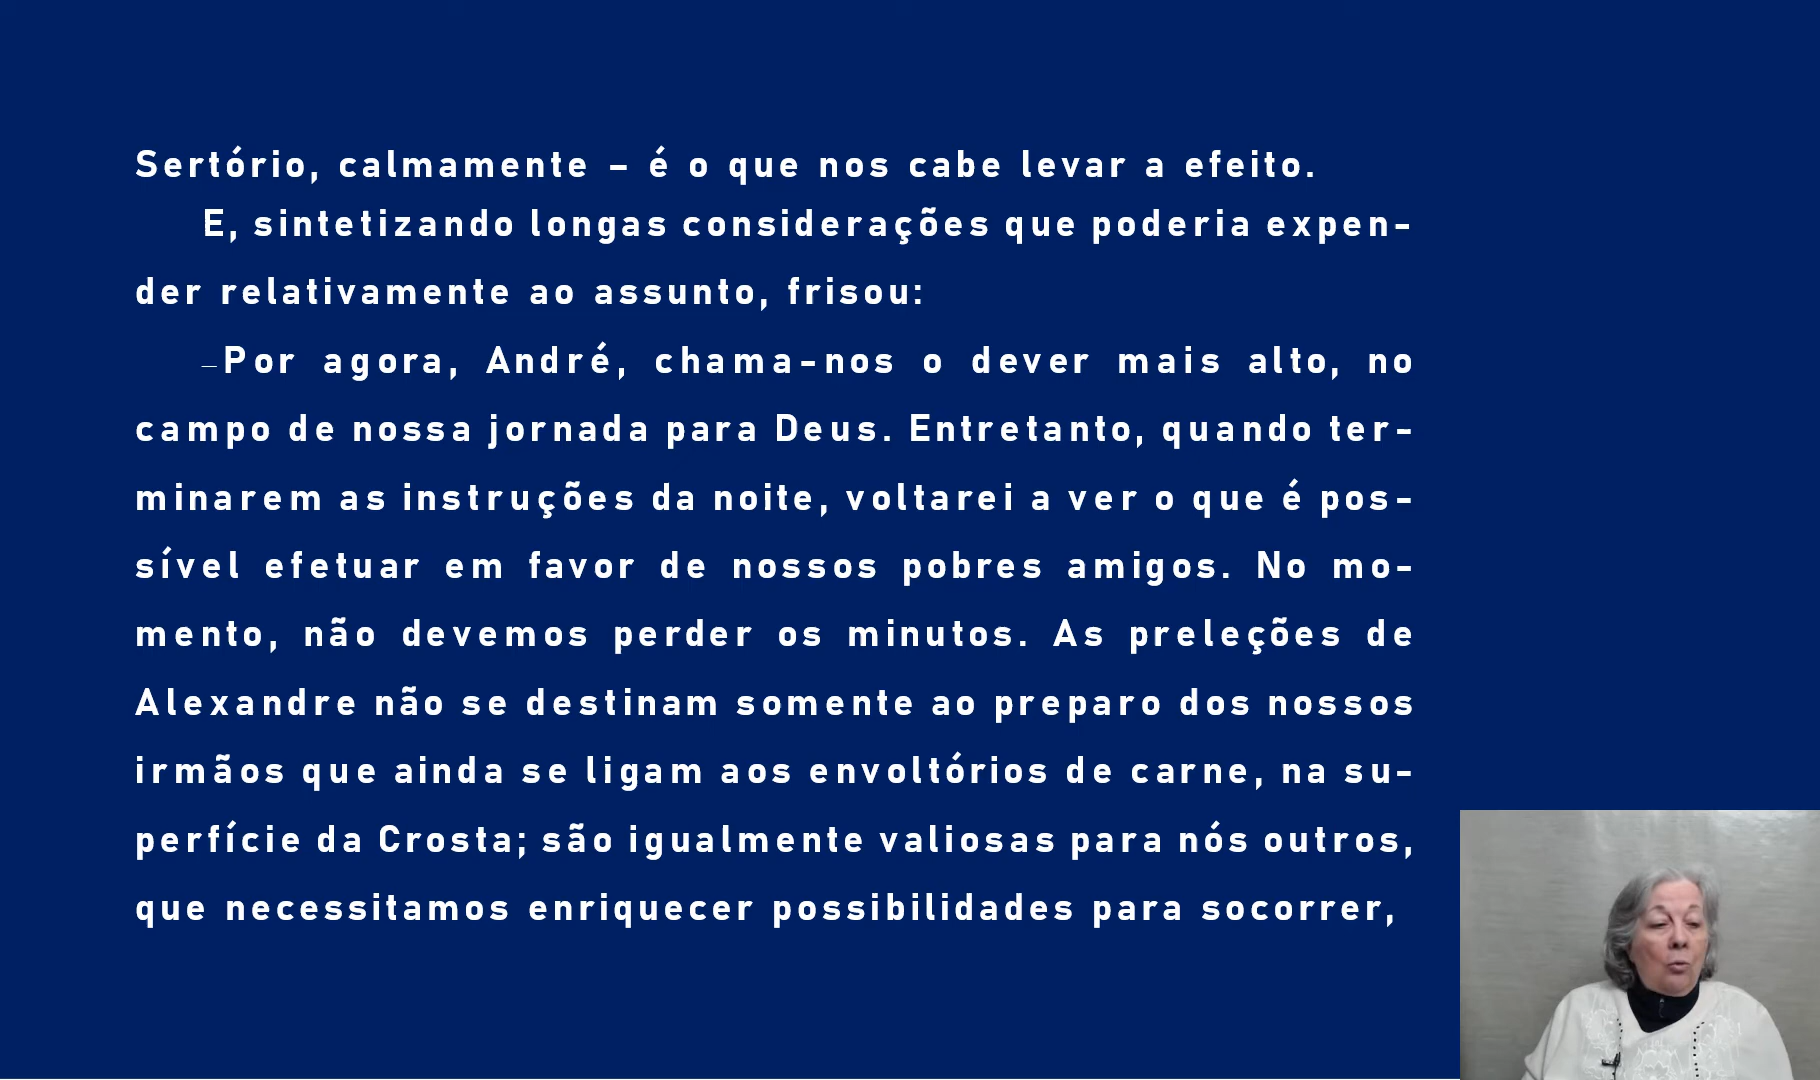 Sertório, calmamente – é o que nos cabe levar a efeito.
E, sintetizando longas considerações que poderia expen-
der relativamente ao assunto, frisou:
–Por agora, André, chama-nos o dever mais alto, no
campo de nossa jornada para Deus. Entretanto, quando ter-
minarem as instruções da noite, voltarei a ver o que é pos-
sível efetuar em favor de nossos pobres amigos. No mo-
mento, não devemos perder os minutos. As preleções de
Alexandre não se destinam somente ao preparo dos nossos
irmãos que ainda se ligam aos envoltórios de carne, na su-
perfície da Crosta; são igualmente valiosas para nós outros,
que necessitamos enriquecer possibilidades para socorrer,